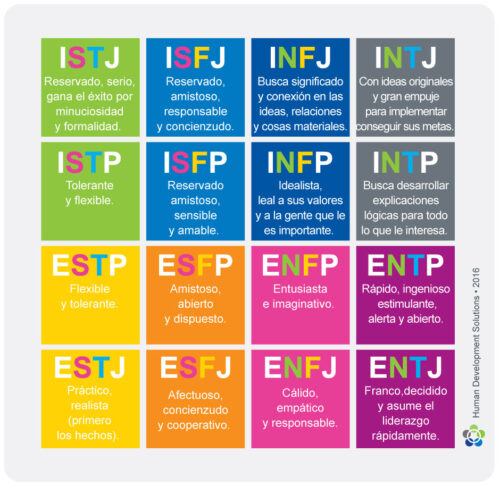 ISTJ
Reservado, serio,
gana el éxito por
minuciosidad
y formalidad.
ISFJ
Reservado,
amistoso,
responsable
y concienzudo.
INFJ
Busca significado
y conexión en las
ideas, relaciones
y cosas materiales.
INTJ
Con ideas originales
y gran empuje
para implementar
conseguir sus metas.
ISTP
Tolerante
y flexible.
ISFP
Reservado
amistoso,
sensible
y amable.
INFP
Idealista,
leal a sus valores
y a la gente que le
es importante.
INTP
Busca desarrollar
explicaciones
lógicas para todo
lo que le interesa.
ESTP
Flexible
y tolerante.
ESFP
Amistoso,
abierto
y dispuesto.
ENFP
Entusiasta
e imaginativo.
ENTP
Rápido, ingenioso
estimulante,
alerta y abierto.
ESTJ
Práctico,
realista
(primero
los hechos).
ESFJ
Afectuoso,
concienzudo
y cooperativo.
ENFJ
Cálido,
empático
y responsable.
ENTJ
Franco,decidido
y asume el
liderazgo
rápidamente.
Human Development Solutions • 2016